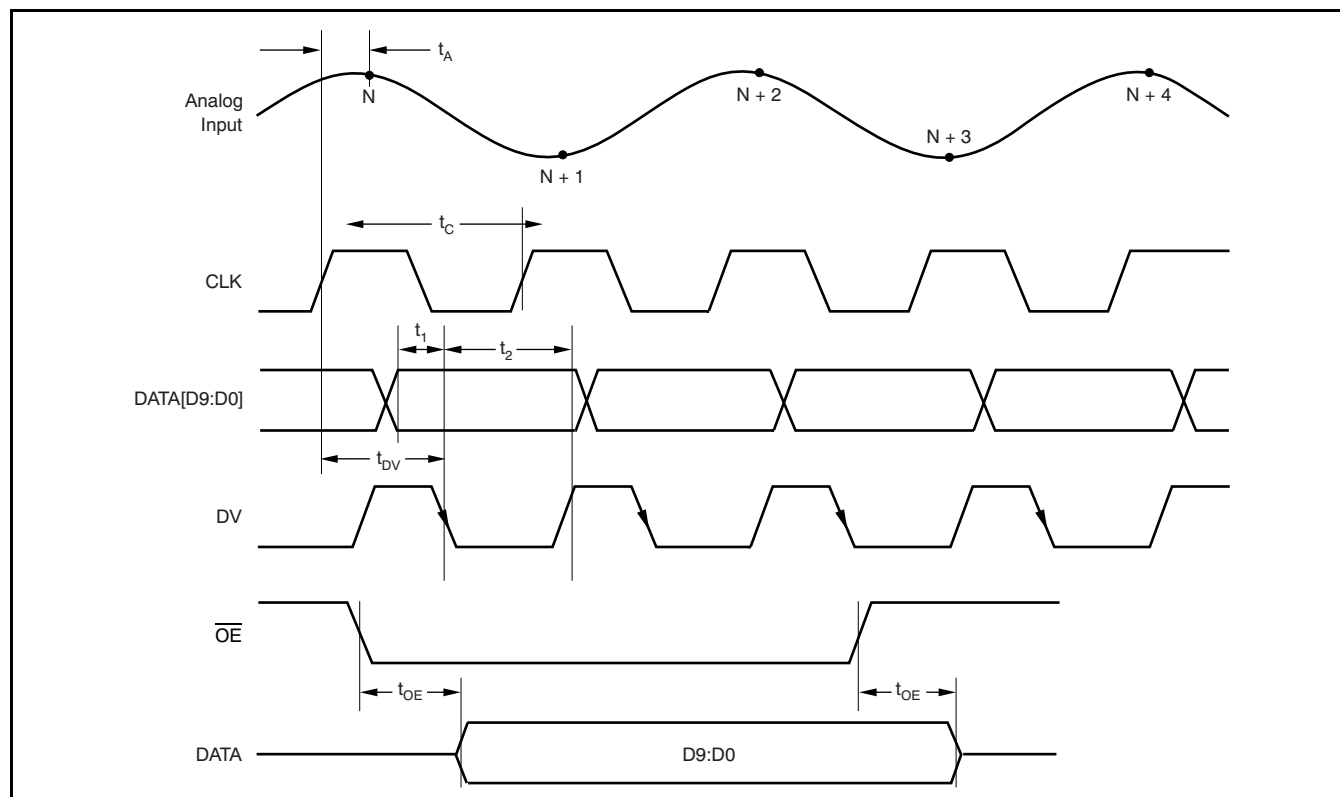 t_A
Analog
Input
N
N + 1
N + 2
N + 3
N + 4
t_C
CLK
t_1
t_2
DATA[D9:D0]
t_DV
DV
O̅E̅
t_OE
t_OE
DATA
D9:D0